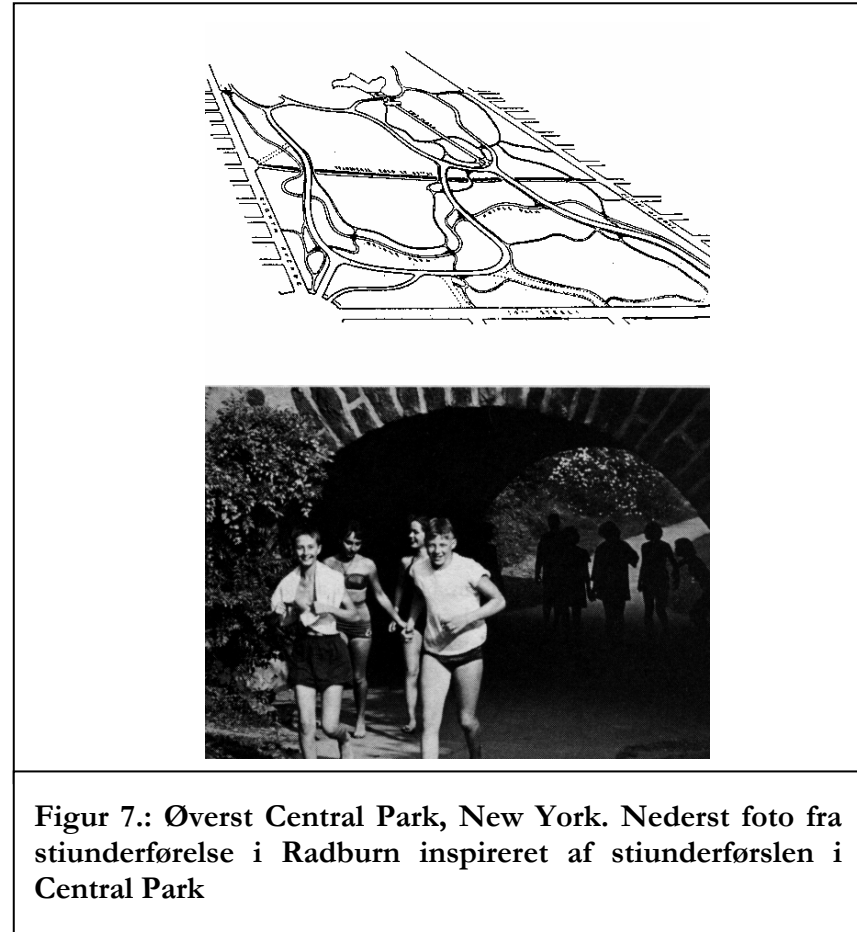 Figur 7.: Øverst Central Park, New York. Nederst foto fra
stiunderførelse i Radburn inspireret af stiunderførslen i
Central Park